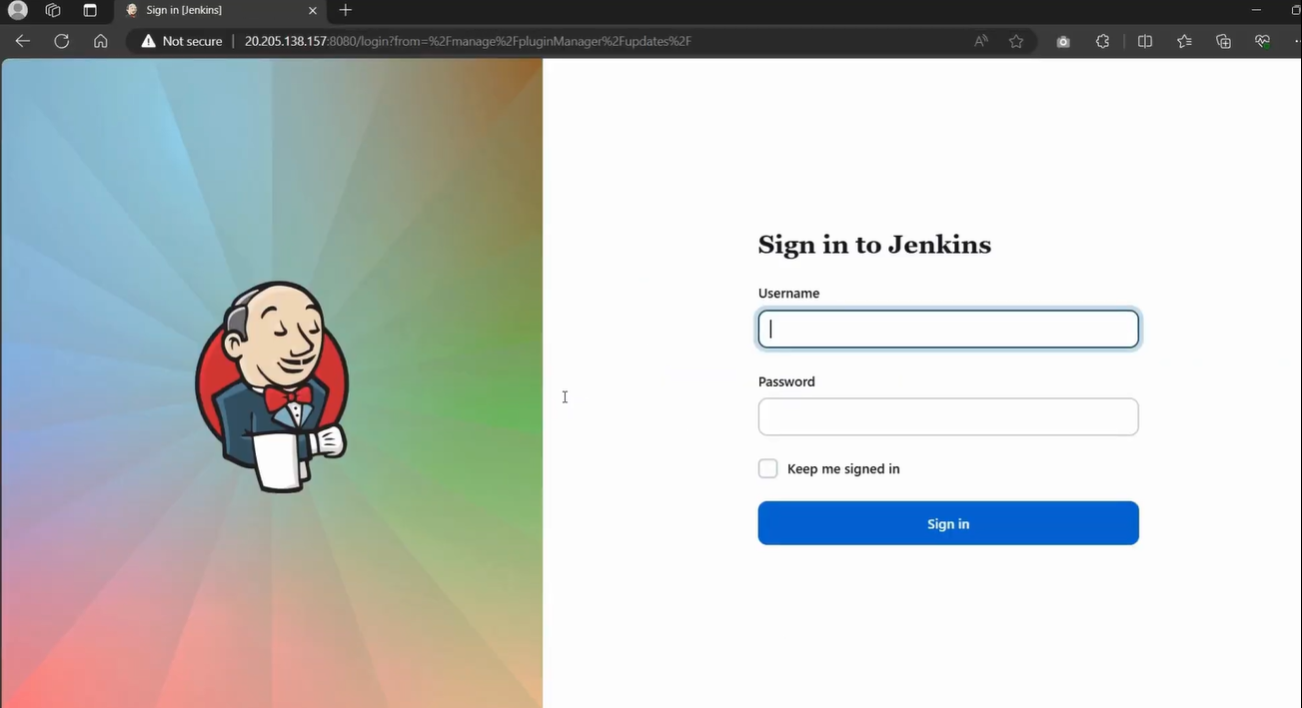 Sign in [Jenkins]
Not secure | 20.205.138.157:8080/login?from=%2Fmanage%2FpluginManager%2Fupdates%2F
Sign in to Jenkins
Username
Password
Keep me signed in
Sign in